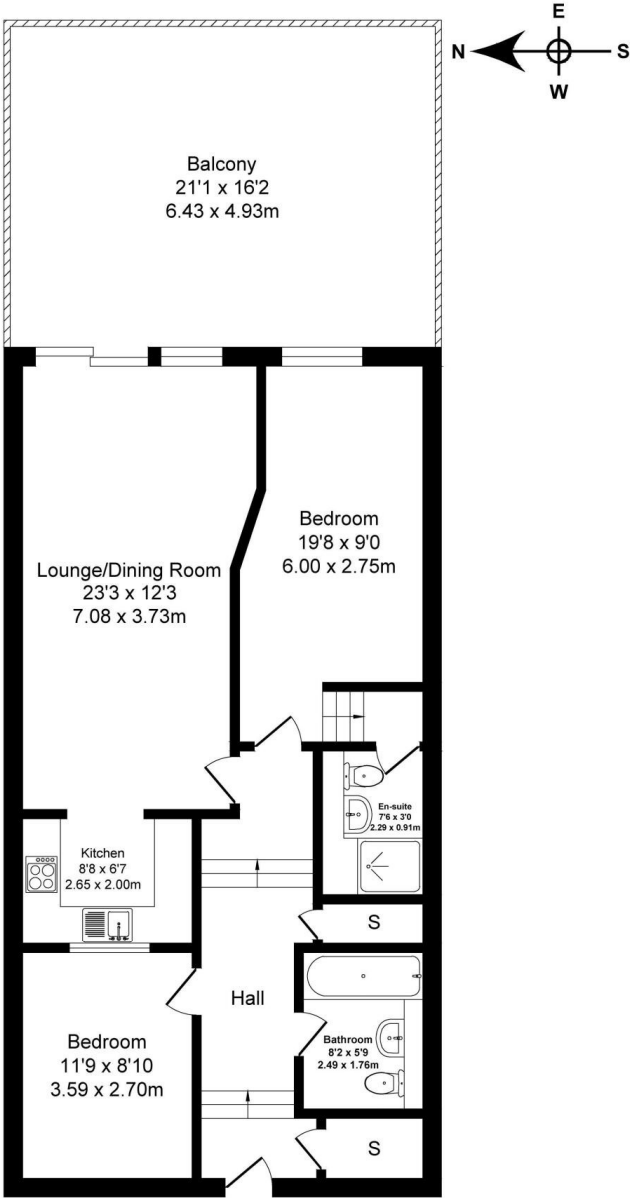 E
N
S
W
Balcony
21'1 x 16'2
6.43 x 4.93m
Bedroom
19'8 x 9'0
6.00 x 2.75m
Lounge/Dining Room
23'3 x 12'3
7.08 x 3.73m
En-suite
7'6 x 3'0
2.29 x 0.91m
Kitchen
8'8 x 6'7
2.65 x 2.00m
S
Hall
Bedroom
11'9 x 8'10
3.59 x 2.70m
Bathroom
8'2 x 5'9
2.49 x 1.76m
S